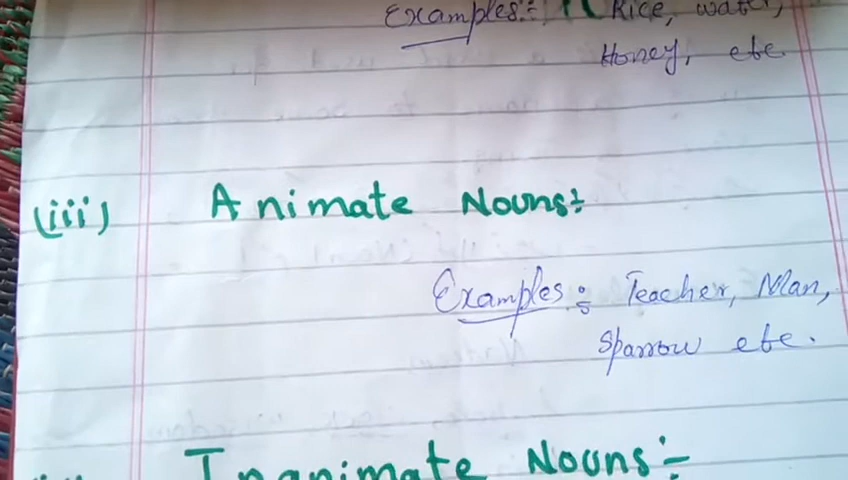 Examples:- Rice, water,
Honey, etc
(iii) Animate Nouns:-
Examples: Teacher, Man,
Sparrow etc.
Inanimate Nouns:-